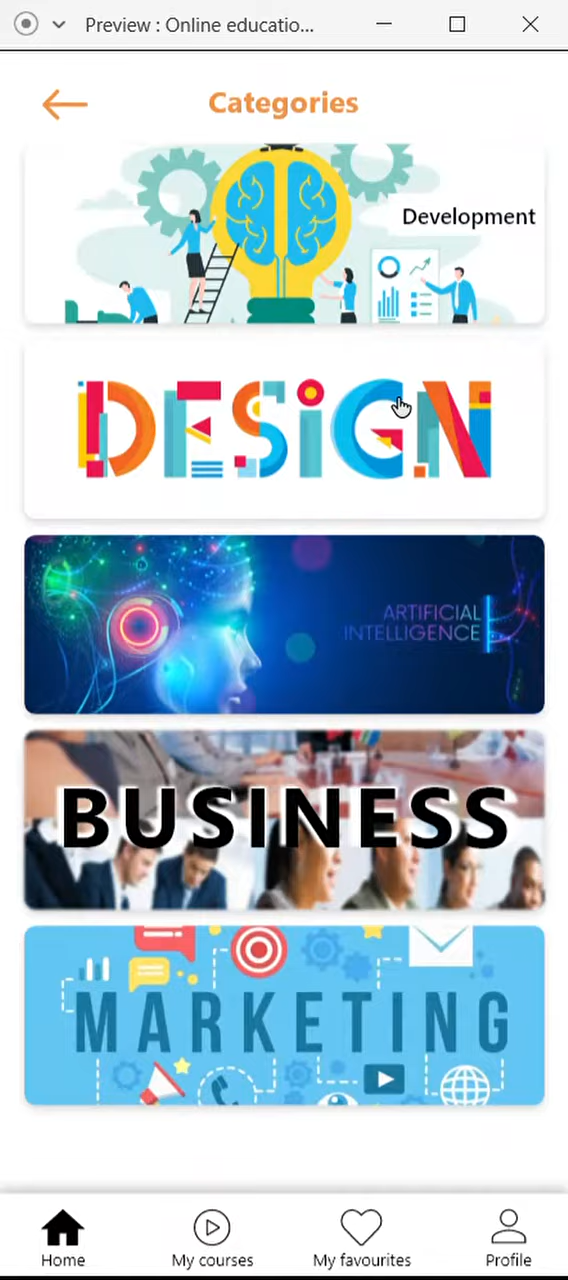 Preview : Online educatio...
Categories
Development
DESiGN
ARTIFICIAL
INTELLIGENCE
BUSINESS
MARKETING
Home
My courses
My favourites
Profile